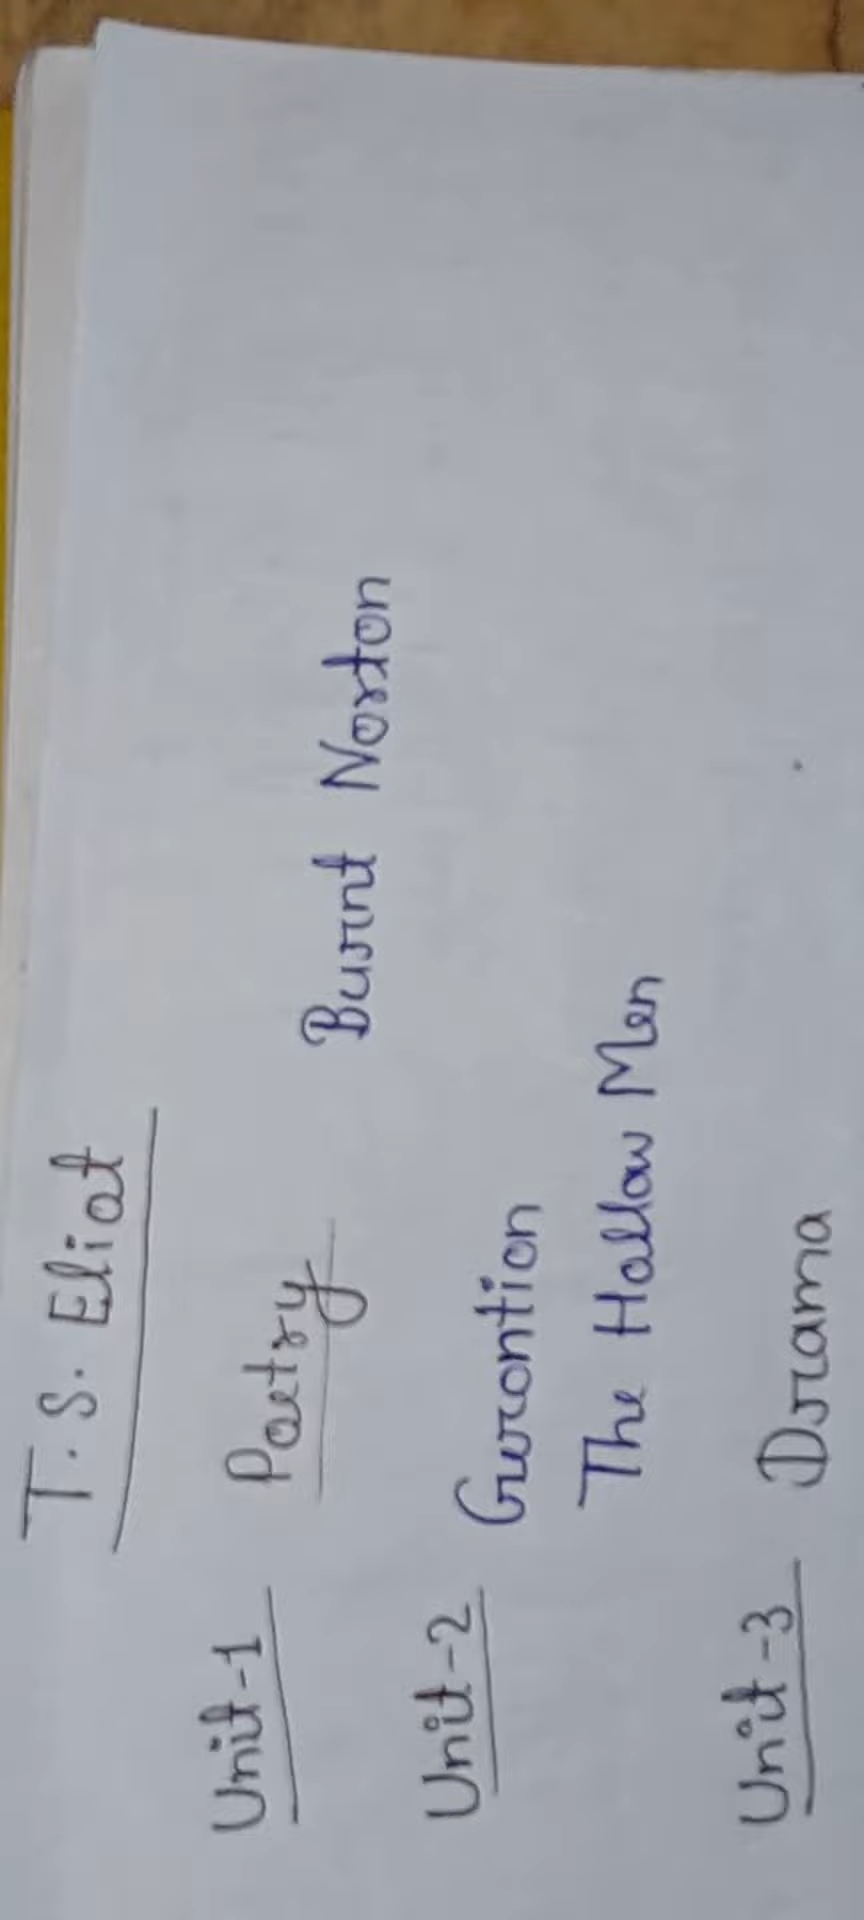 T. S. Eliot
Unit-1 Poetry
Burnt Norton
Unit-2 Gerontion
The Hollow Men
Unit-3 Drama